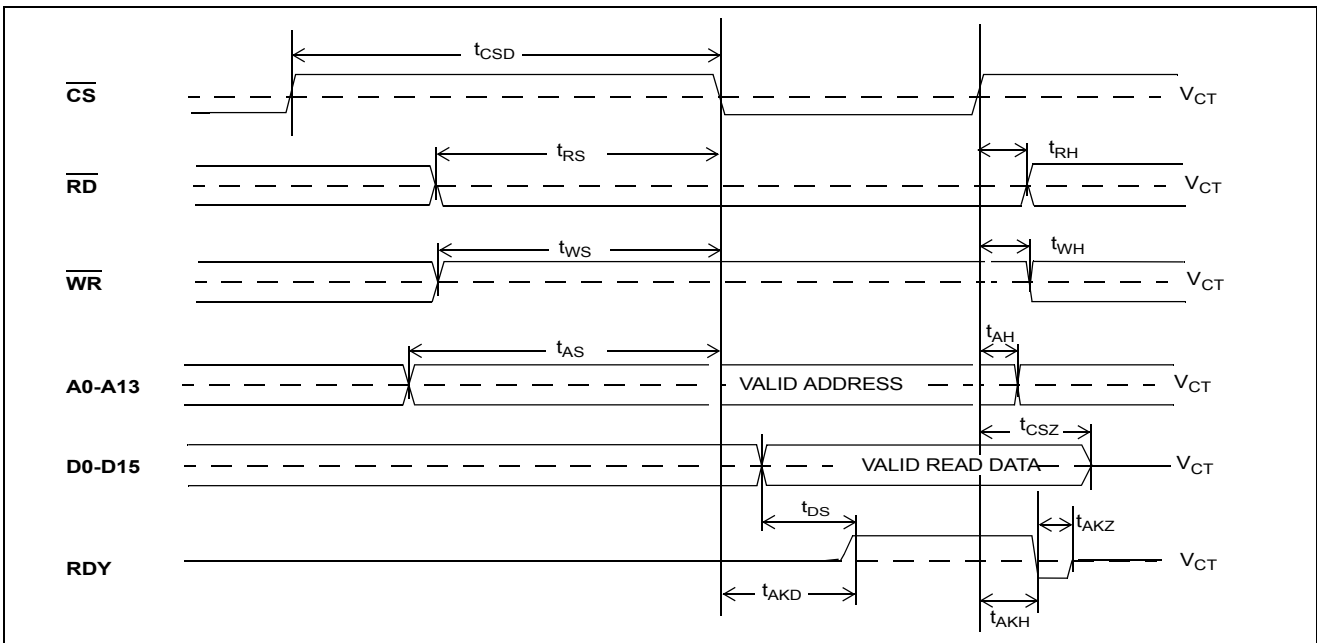 tCSD
CS VCT
tRS tRH
RD VCT
tWS tWH
WR VCT
tAS tAH
A0-A13 VALID ADDRESS VCT
tCSZ
D0-D15 VALID READ DATA VCT
tDS tAKZ
RDY VCT
tAKD tAKH